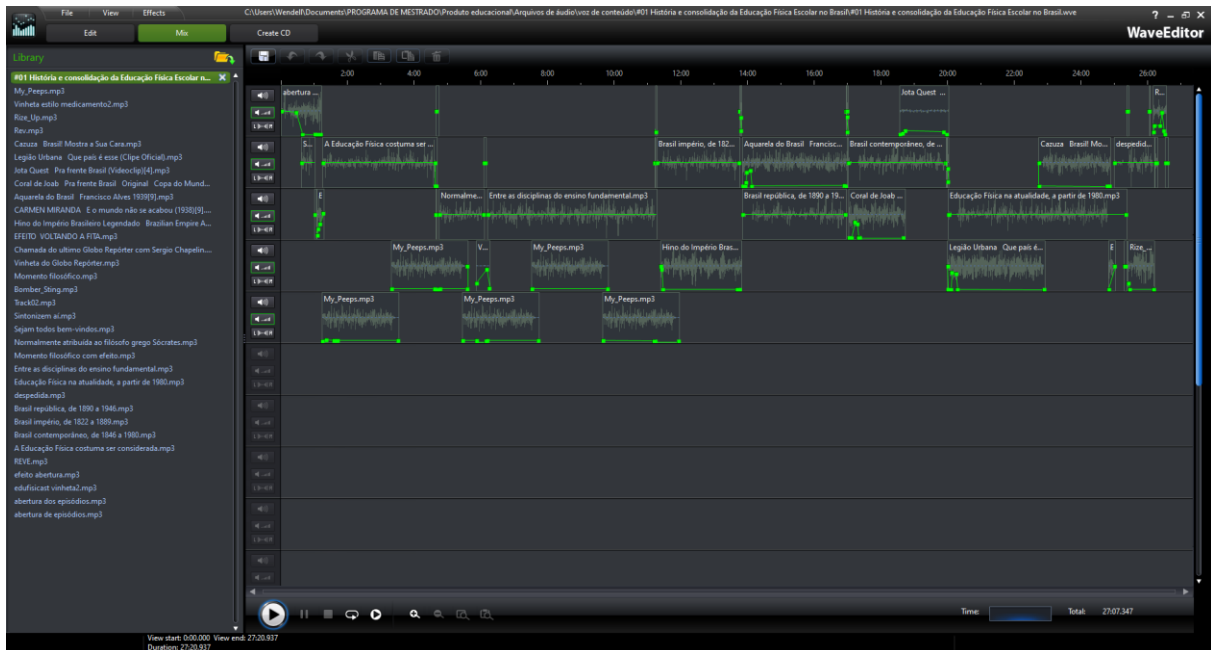 File View Effects C:\Users\Wendell\Documents\PROGRAMA DE MESTRADO\Produto educacional\Arquivos de áudio\voz de conteúdo\#01 História e consolidação da Educação Física Escolar no Brasil\#01 História e consolidação da Educação Física Escolar no Brasil.wve ? – X
Edit Mix Create CD WaveEditor
Library
#01 História e consolidação da Educação Física Escolar n... X
My_Peeps.mp3
Vinheta estilo medicamento2.mp3
Rize_Up.mp3
Rev.mp3
Cazuza Brasil! Mostra a Sua Cara.mp3
Legião Urbana Que país é esse (Clipe Oficial).mp3
Jota Quest Pra frente Brasil (Videoclip)[4].mp3
Coral de Joab Pra frente Brasil Original Copa do Mund...
Aquarela do Brasil Francisco Alves 1939[9].mp3
CARMEN MIRANDA E o mundo não se acabou (1938)[9]....
Hino do Império Brasileiro Legendado Brazilian Empire A...
EFEITO VOLTANDO A FITA.mp3
Chamada do ultimo Globo Repórter com Sergio Chapelin....
Vinheta do Globo Repórter.mp3
Momento filosófico.mp3
Bomber_Sting.mp3
Track02.mp3
Sintonizem aí.mp3
Sejam todos bem-vindos.mp3
Normalmente atribuída ao filósofo grego Sócrates.mp3
Momento filosófico com efeito.mp3
Entre as disciplinas do ensino fundamental.mp3
Educação Física na atualidade, a partir de 1980.mp3
despedida.mp3
Brasil república, de 1890 a 1946.mp3
Brasil império, de 1822 a 1889.mp3
Brasil contemporâneo, de 1846 a 1980.mp3
A Educação Física costuma ser considerada.mp3
REVE.mp3
efeito abertura.mp3
edufisicast vinheta2.mp3
abertura dos episódios.mp3
abertura de episódios.mp3
2:00 4:00 6:00 8:00 10:00 12:00 14:00 16:00 18:00 20:00 22:00 24:00 26:00
abertura ... Jota Quest ... R...
S... A Educação Física costuma ser ... Brasil império, de 182... Aquarela do Brasil Francisc... Brasil contemporâneo, de ... Cazuza Brasil! Mo... despedid...
E Normalme... Entre as disciplinas do ensino fundamental.mp3 Brasil república, de 1890 a 19... Coral de Joab ... Educação Física na atualidade, a partir de 1980.mp3
My_Peeps.mp3 V... My_Peeps.mp3 Hino do Império Bras... Legião Urbana Que país é... E Rize_...
My_Peeps.mp3 My_Peeps.mp3 My_Peeps.mp3
Time: Total: 27:07.347
View start: 0:00.000 View end: 27:20.937
Duration: 27:20.937